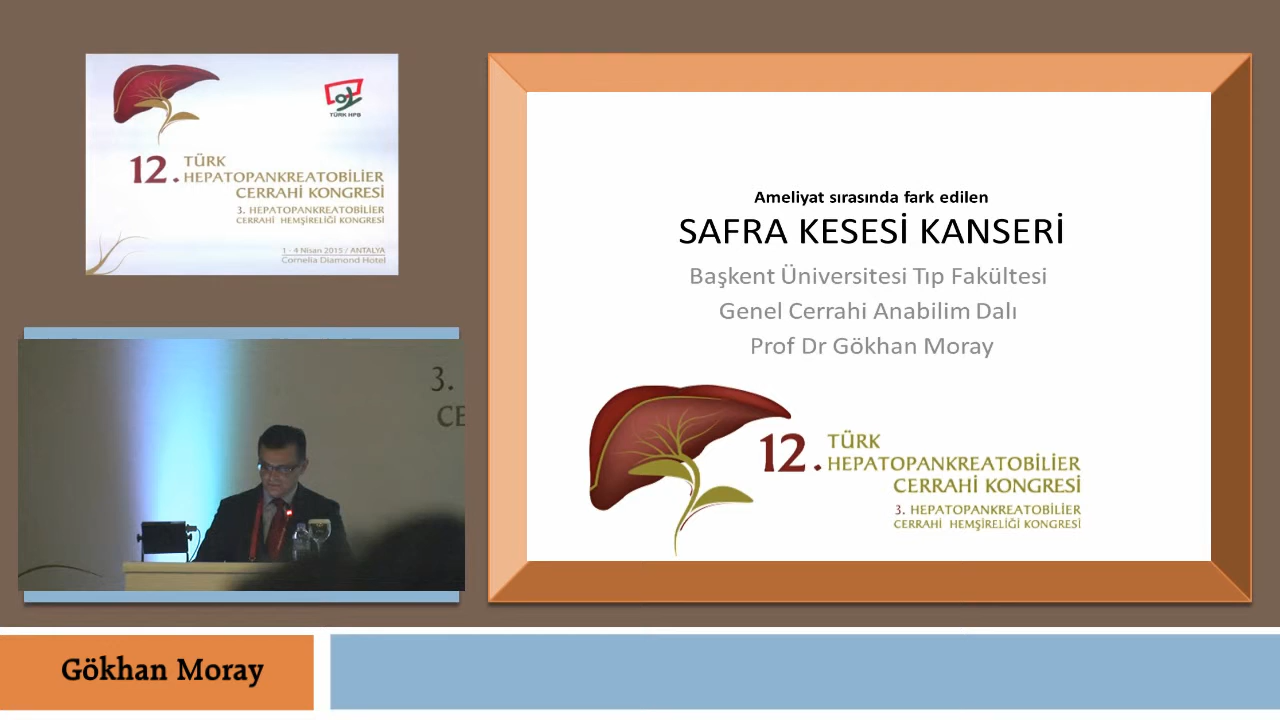 TÜRK HPB
12. TÜRK
HEPATOPANKREATOBİLİER
CERRAHİ KONGRESİ
3. HEPATOPANKREATOBİLİER
CERRAHİ HEMŞİRELİĞİ KONGRESİ
1 - 4 Nisan 2015 / ANTALYA
Cornelia Diamond Hotel
Ameliyat sırasında fark edilen
SAFRA KESESİ KANSERİ
Başkent Üniversitesi Tıp Fakültesi
Genel Cerrahi Anabilim Dalı
Prof Dr Gökhan Moray
12. TÜRK
HEPATOPANKREATOBİLİER
CERRAHİ KONGRESİ
3. HEPATOPANKREATOBİLİER
CERRAHİ HEMŞİRELİĞİ KONGRESİ
3.
CE
Gökhan Moray